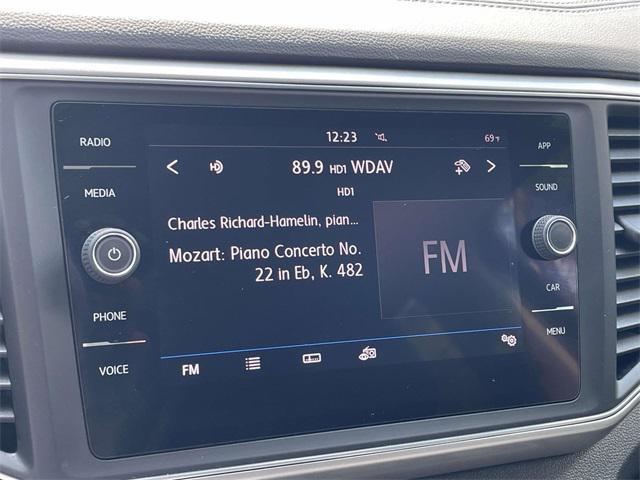 RADIO
MEDIA
PHONE
VOICE
12:23
69°F
89.9 HD1 WDAV
HD1
Charles Richard-Hamelin, pian...
Mozart: Piano Concerto No.
22 in Eb, K. 482
FM
FM
APP
SOUND
CAR
MENU